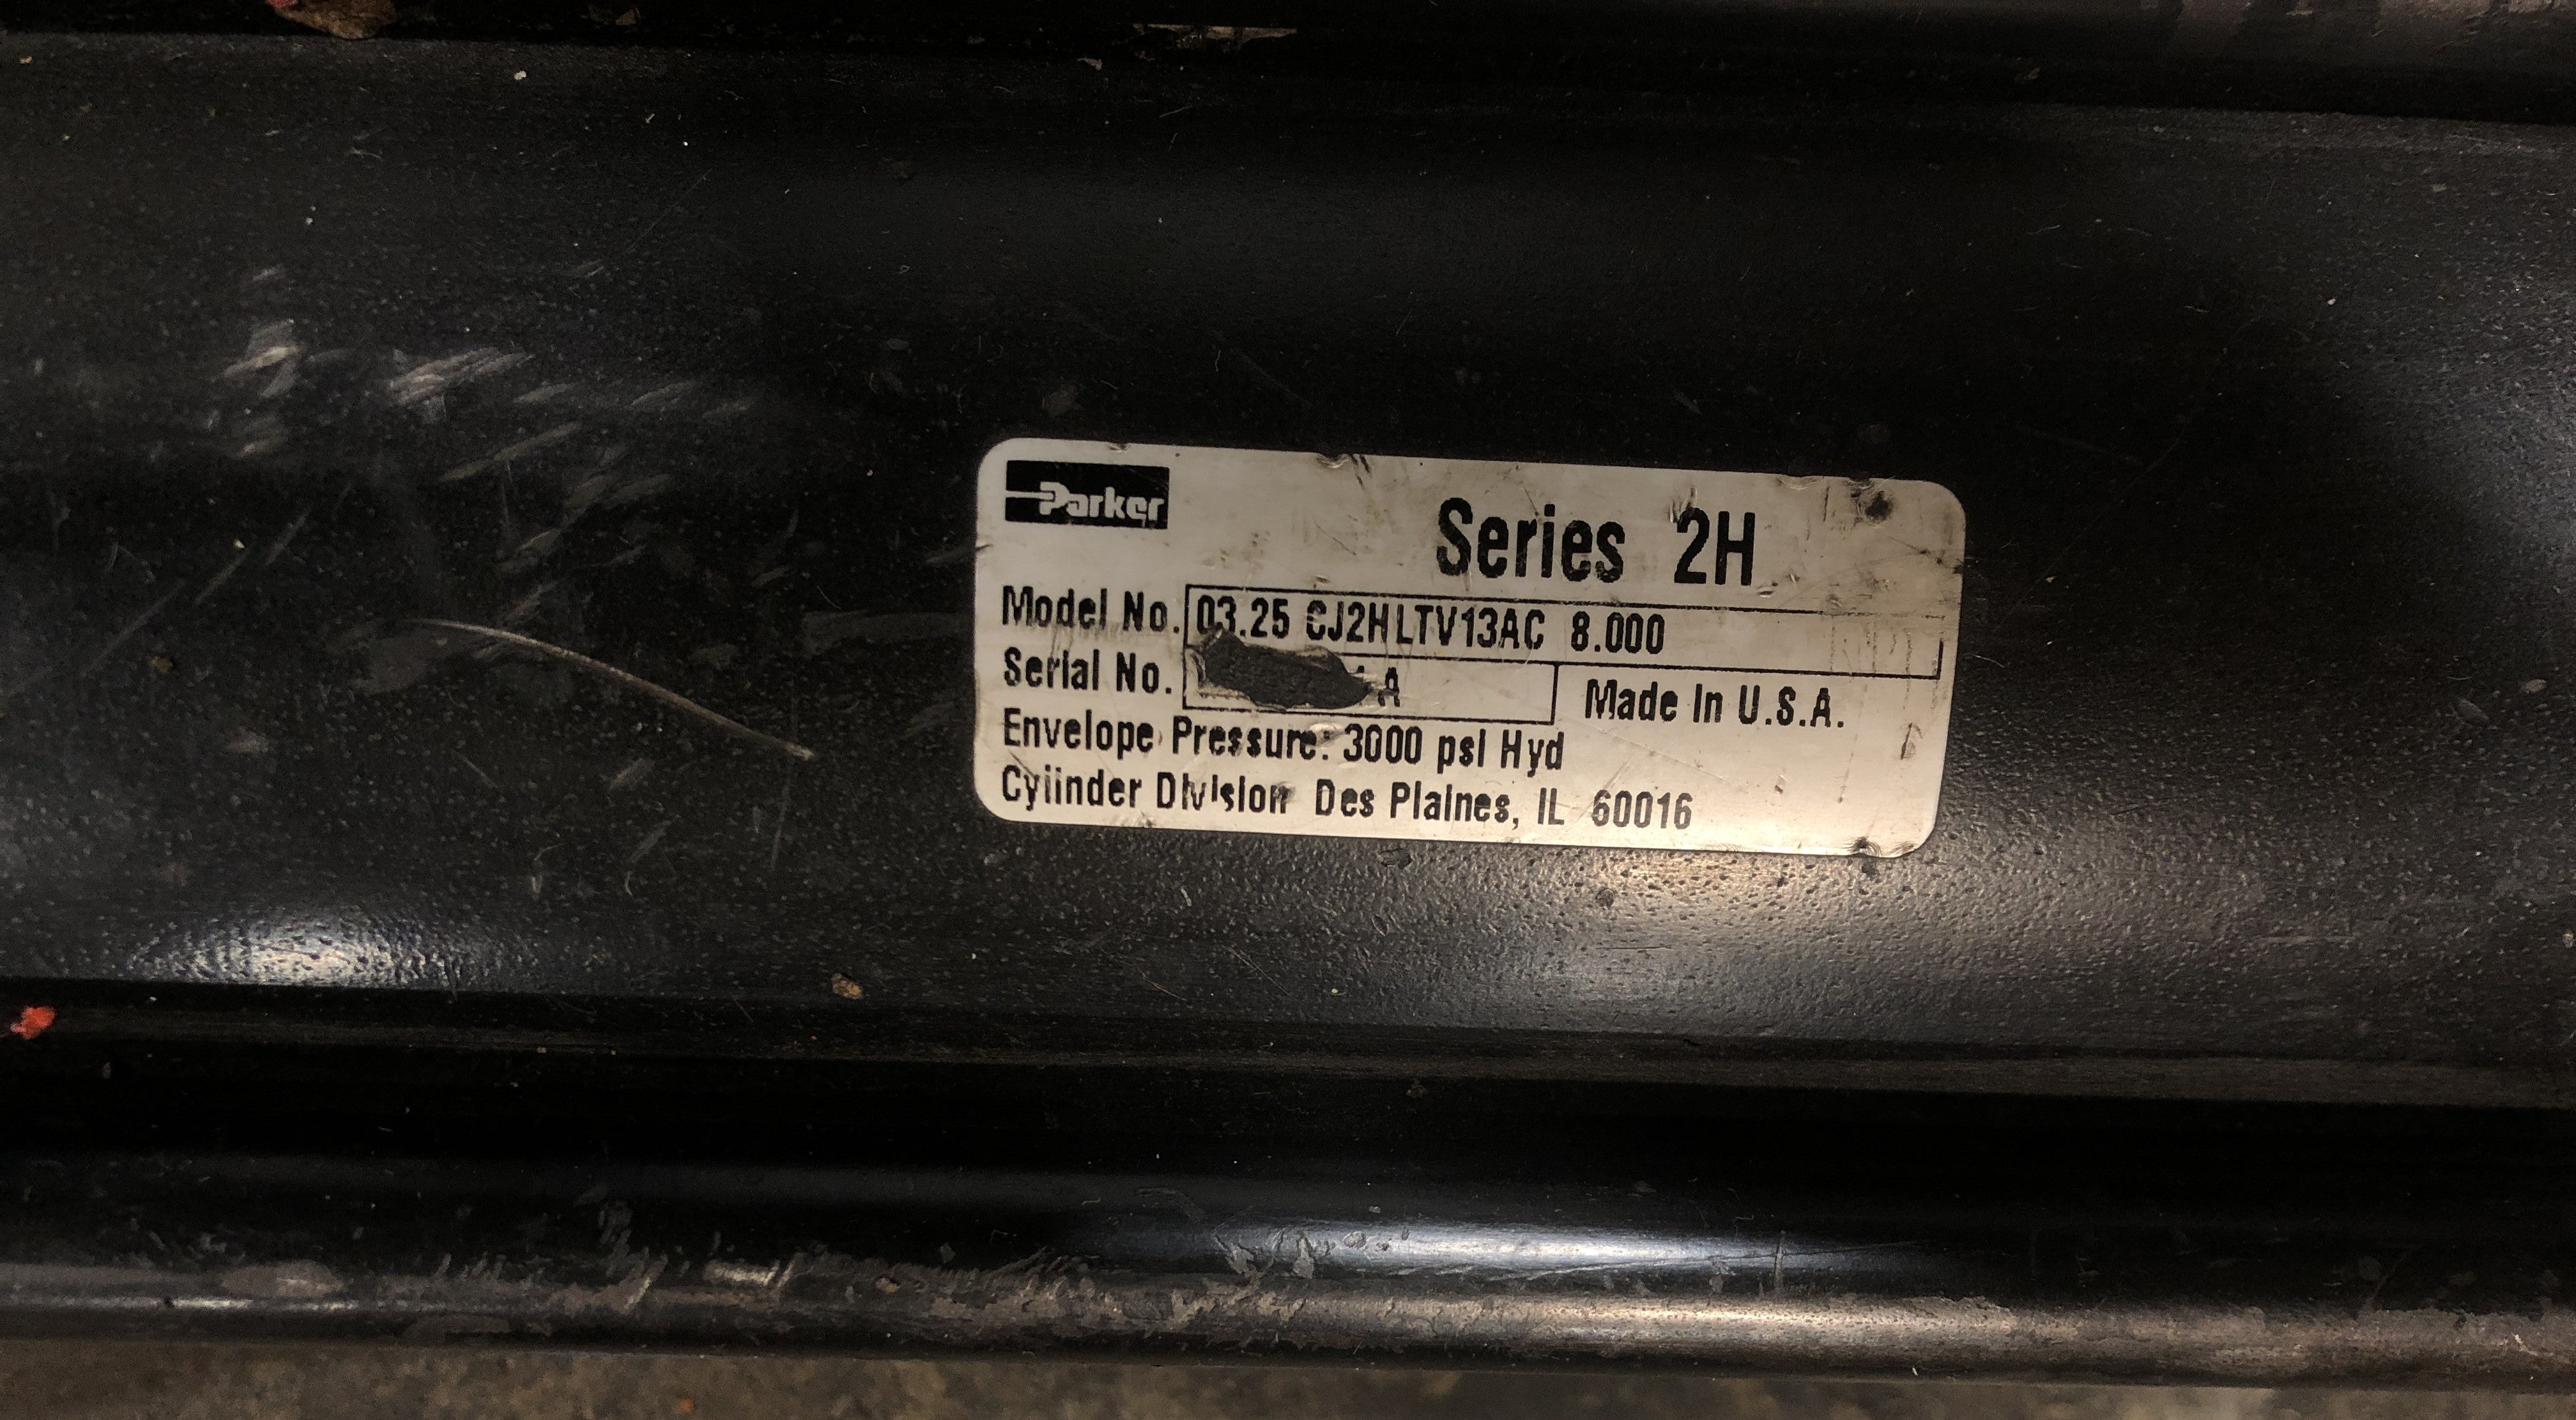 Parker
Series 2H
Model No. 03.25 CJ2HLTV13AC 8.000
Serial No. A
Made In U.S.A.
Envelope Pressure: 3000 psi Hyd
Cylinder Division Des Plaines, IL 60016